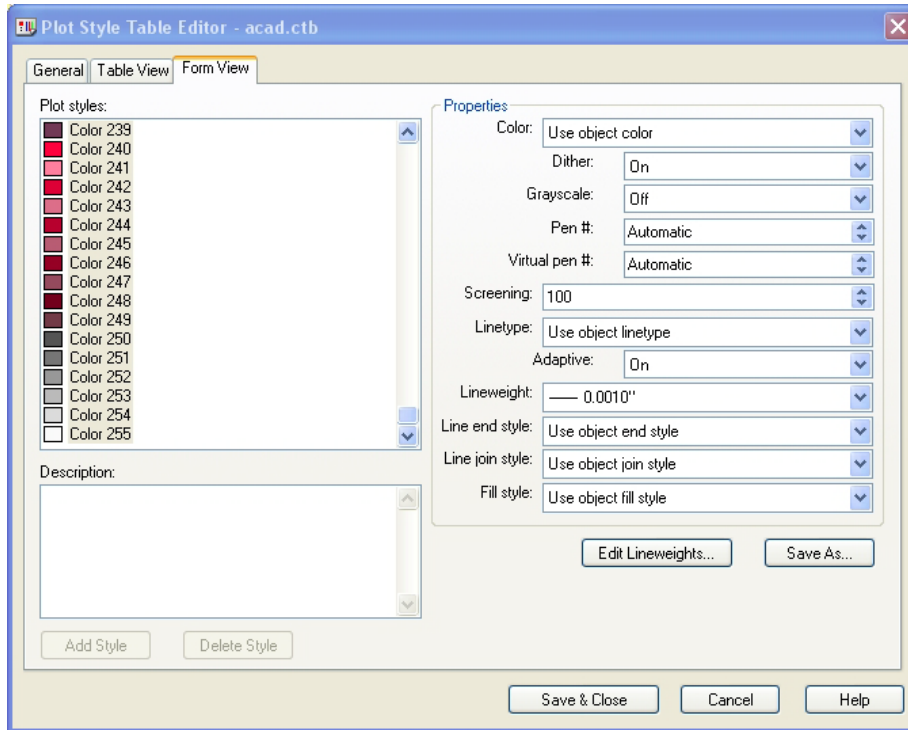 Plot Style Table Editor - acad.ctb
General
Table View
Form View
Plot styles:
Color 239
Color 240
Color 241
Color 242
Color 243
Color 244
Color 245
Color 246
Color 247
Color 248
Color 249
Color 250
Color 251
Color 252
Color 253
Color 254
Color 255
Description:
Add Style
Delete Style
Properties
Color: Use object color
Dither: On
Grayscale: Off
Pen #: Automatic
Virtual pen #: Automatic
Screening: 100
Linetype: Use object linetype
Adaptive: On
Lineweight: 0.0010"
Line end style: Use object end style
Line join style: Use object join style
Fill style: Use object fill style
Edit Lineweights...
Save As...
Save & Close
Cancel
Help